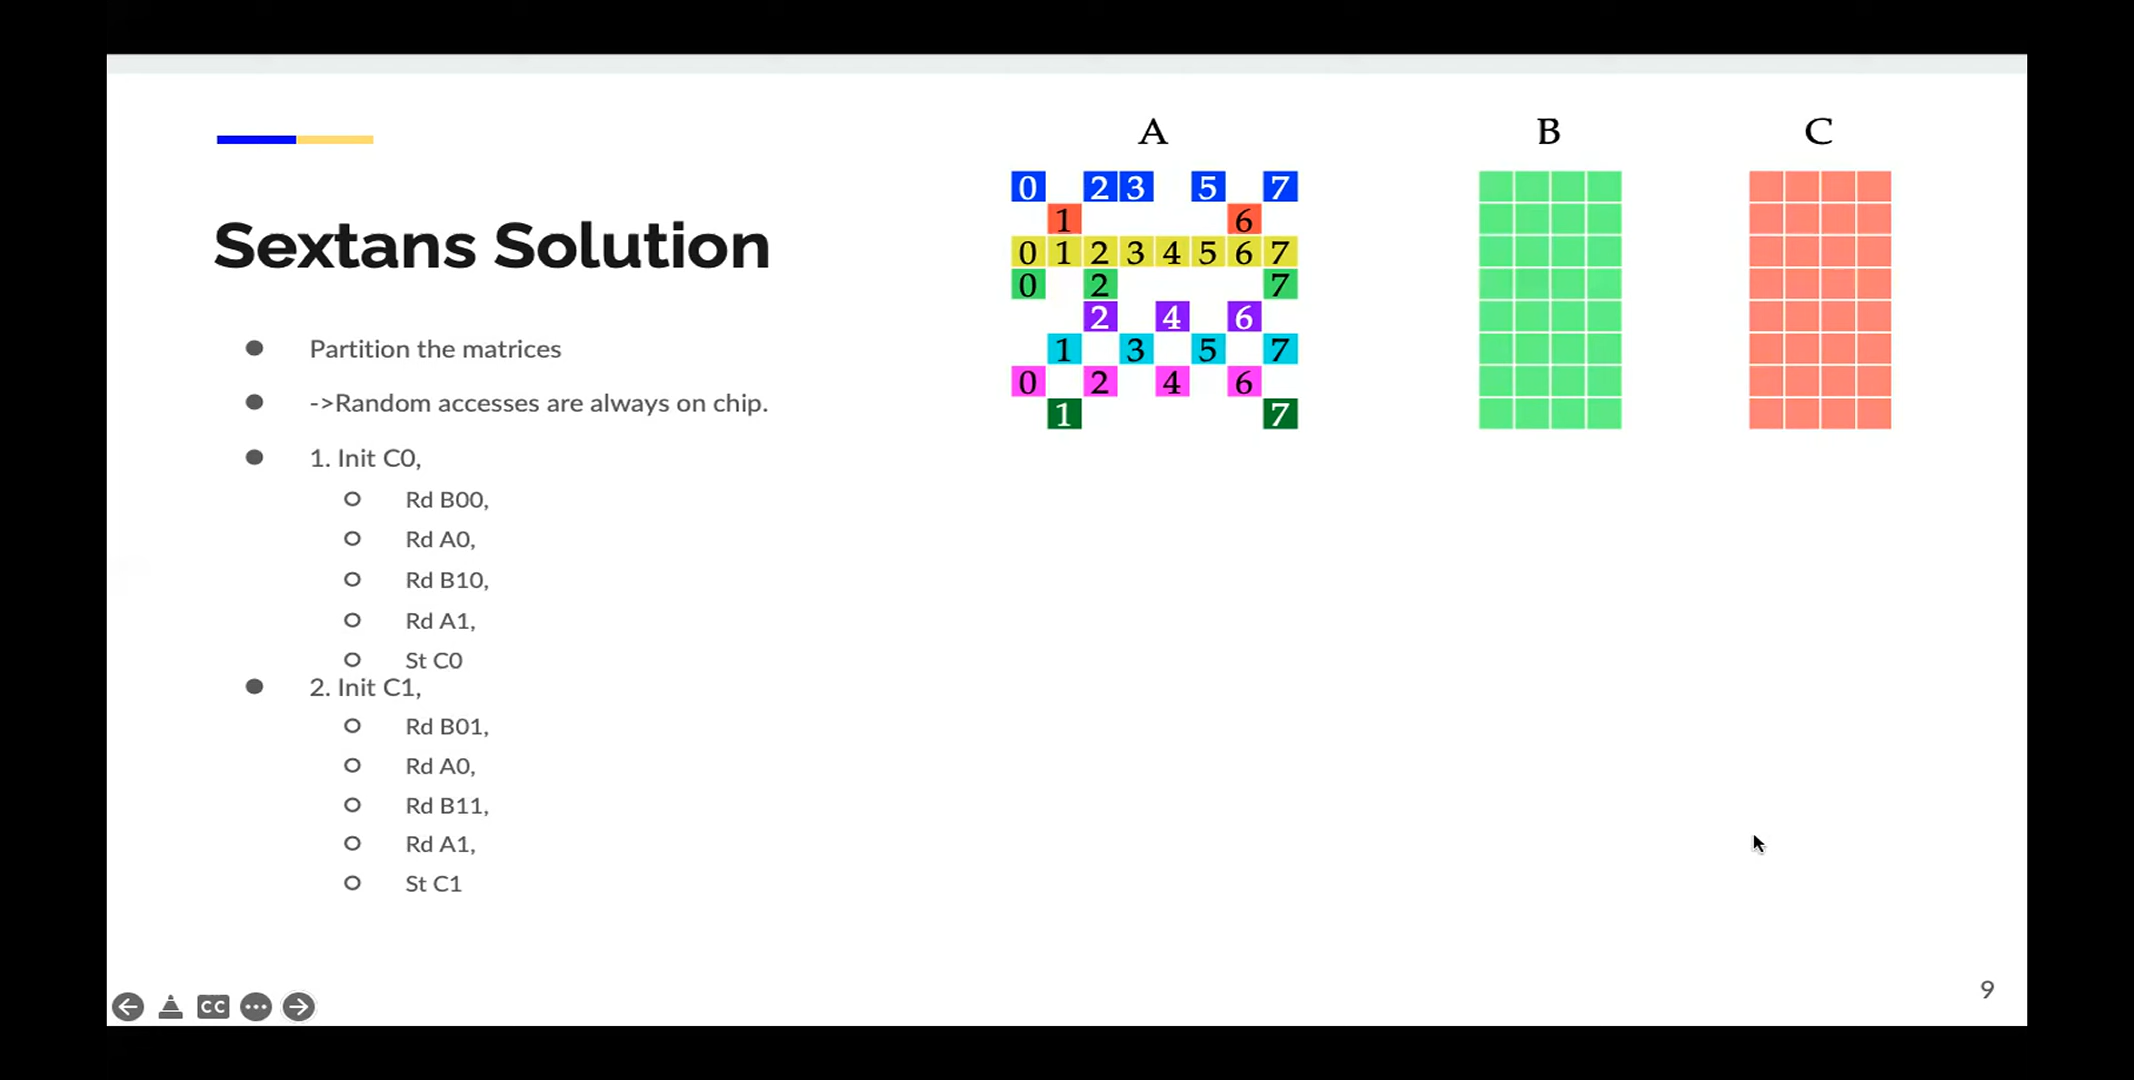 Sextans Solution
Partition the matrices
->Random accesses are always on chip.
1. Init C0,
Rd B00,
Rd A0,
Rd B10,
Rd A1,
St C0
2. Init C1,
Rd B01,
Rd A0,
Rd B11,
Rd A1,
St C1
A
0 2 3 5 7
1 6
0 1 2 3 4 5 6 7
0 2 7
2 4 6
1 3 5 7
0 2 4 6
1 7
B
C
CC
9